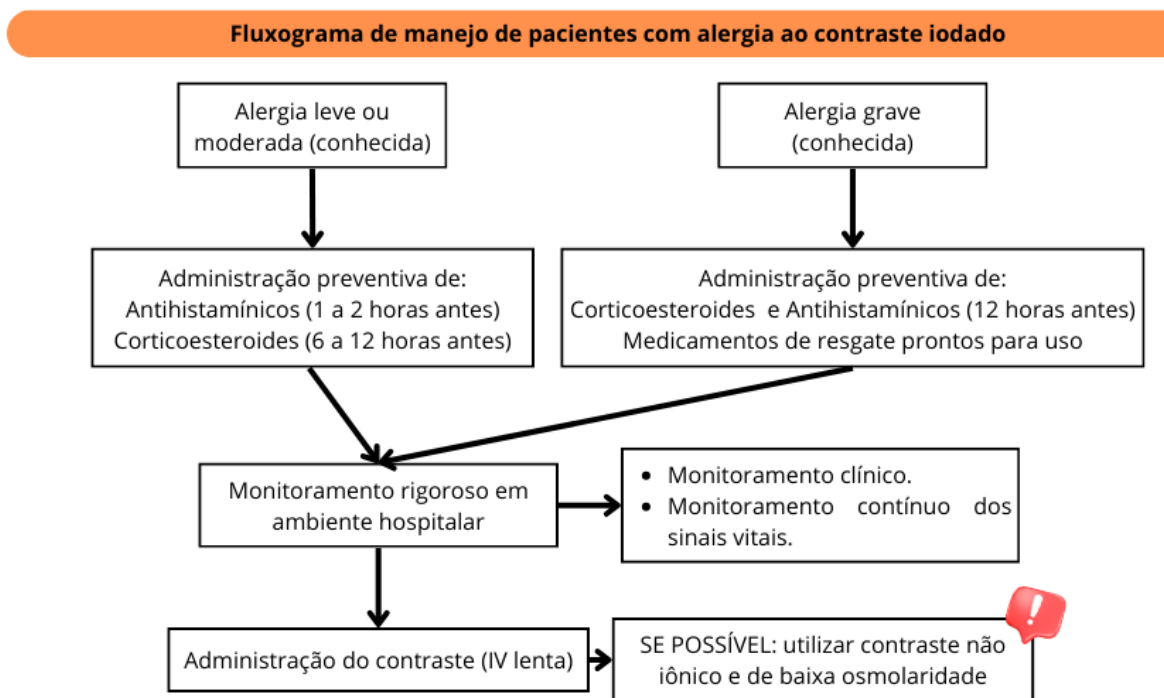 Fluxograma de manejo de pacientes com alergia ao contraste iodado
Alergia leve ou
moderada (conhecida)
Alergia grave
(conhecida)
Administração preventiva de:
Antihistamínicos (1 a 2 horas antes)
Corticoesteroides (6 a 12 horas antes)
Administração preventiva de:
Corticoesteroides e Antihistamínicos (12 horas antes)
Medicamentos de resgate prontos para uso
Monitoramento rigoroso em
ambiente hospitalar
• Monitoramento clínico.
• Monitoramento contínuo dos
sinais vitais.
Administração do contraste (IV lenta)
SE POSSÍVEL: utilizar contraste não
iônico e de baixa osmolaridade